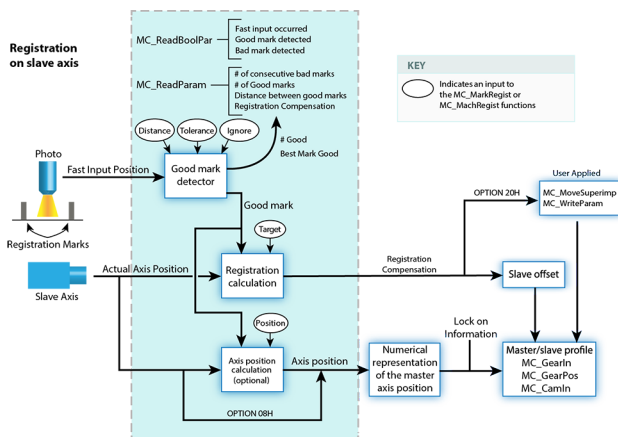 Registration
on slave axis
MC_ReadBoolPar
Fast input occurred
Good mark detected
Bad mark detected
MC_ReadParam
# of consecutive bad marks
# of Good marks
Distance between good marks
Registration Compensation
KEY
Indicates an input to
the MC_MarkRegist or
MC_MachRegist functions
Distance
Tolerance
Ignore
# Good
Best Mark Good
Photo
Fast Input Position
Good mark
detector
Registration Marks
Good mark
User Applied
MC_MoveSuperimp
MC_WriteParam
OPTION 20H
Target
Actual Axis Position
Registration
calculation
Registration
Compensation
Slave offset
Slave Axis
Position
Lock on
Information
Axis position
calculation
(optional)
Axis position
Numerical
representation
of the master
axis position
Master/slave profile
MC_GearIn
MC_GearPos
MC_CamIn
OPTION 08H